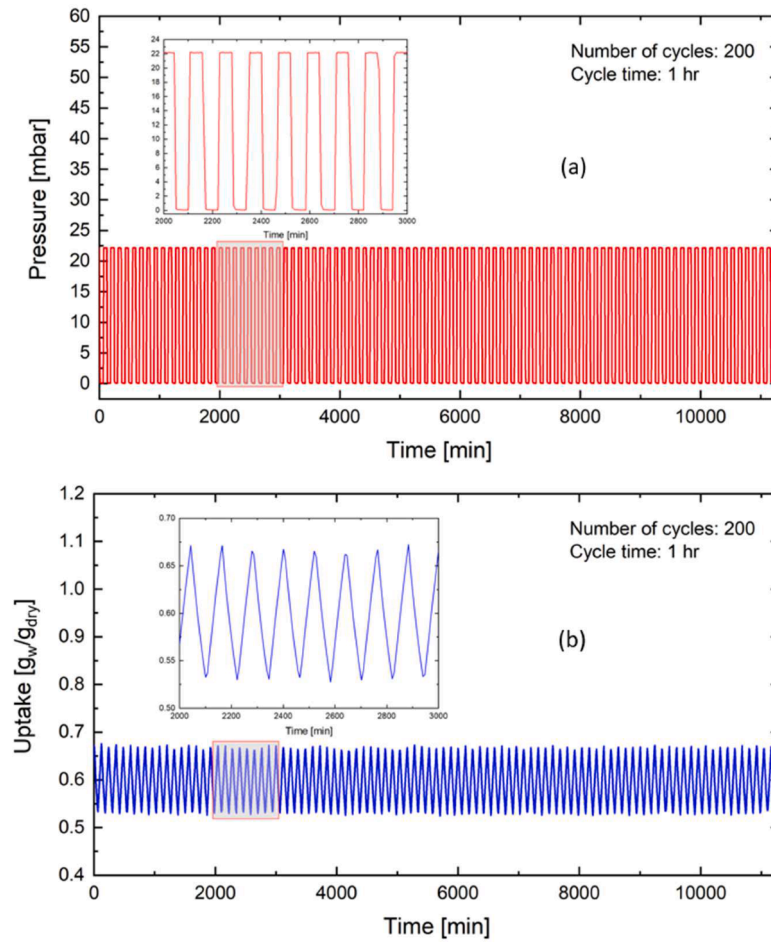 60
55
50
45
40
35
30
25
20
15
10
5
0
Pressure [mbar]
24
22
20
18
16
14
12
10
8
6
4
2
0
2000 2200 2400 2600 2800 3000
Time [min]
Number of cycles: 200
Cycle time: 1 hr
(a)
0 2000 4000 6000 8000 10000
Time [min]
1.2
1.1
1.0
0.9
0.8
0.7
0.6
0.5
0.4
Uptake [gw/gdry]
0.70
0.65
0.60
0.55
0.50
2000 2200 2400 2600 2800 3000
Time [min]
Number of cycles: 200
Cycle time: 1 hr
(b)
0 2000 4000 6000 8000 10000
Time [min]